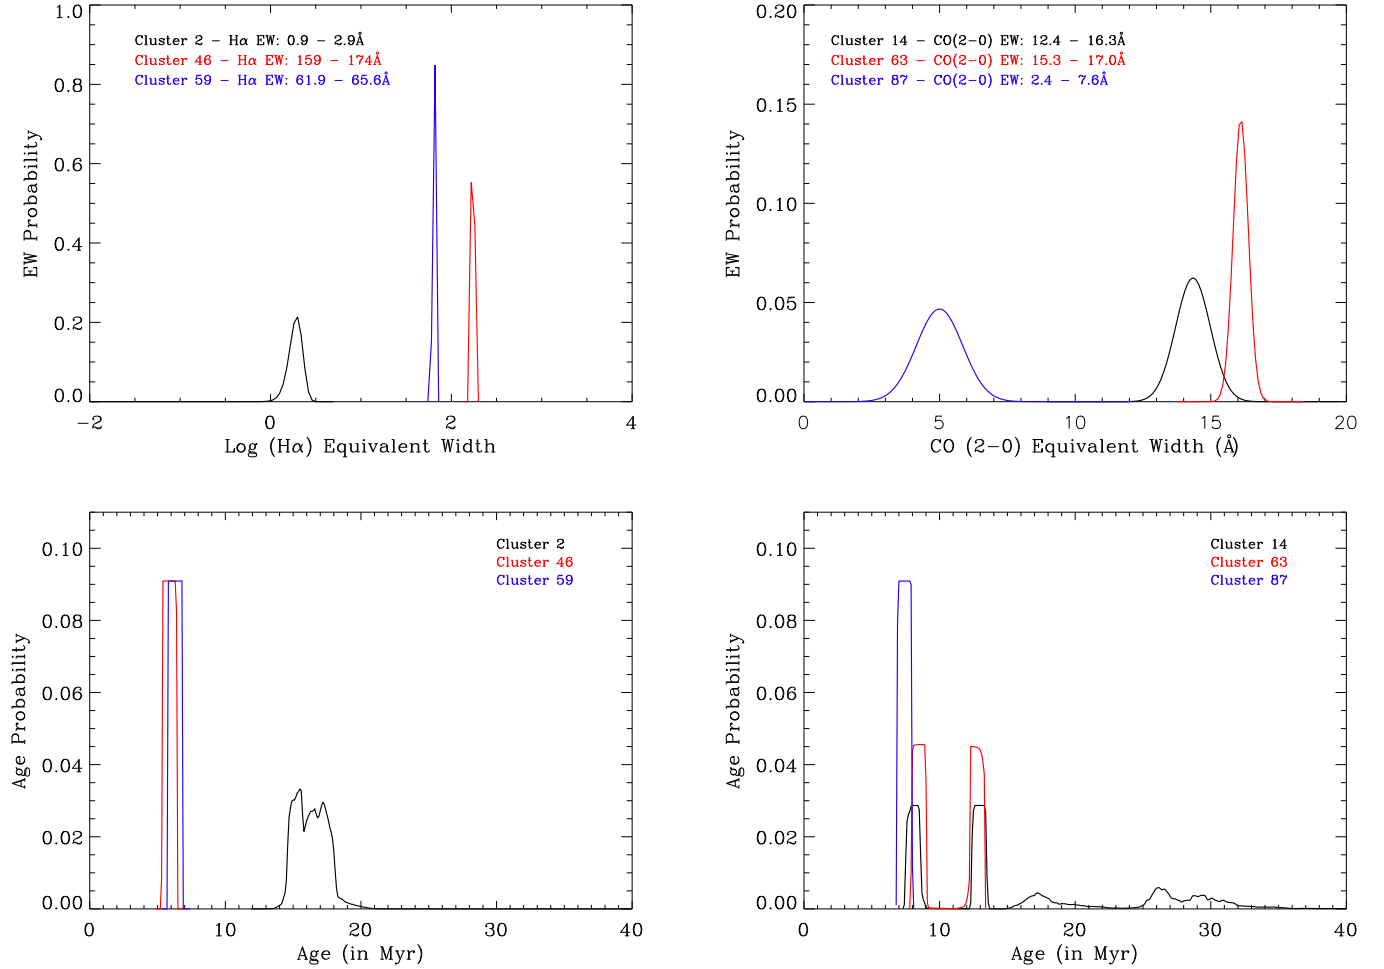 Cluster 2 − Hα EW: 0.9 − 2.9Å
Cluster 46 − Hα EW: 159 − 174Å
Cluster 59 − Hα EW: 61.9 − 65.6Å
EW Probability
1.0
0.8
0.6
0.4
0.2
0.0
−2
0
2
4
Log (Hα) Equivalent Width
Cluster 14 − CO(2−0) EW: 12.4 − 16.3Å
Cluster 63 − CO(2−0) EW: 15.3 − 17.0Å
Cluster 87 − CO(2−0) EW: 2.4 − 7.6Å
EW Probability
0.20
0.15
0.10
0.05
0.00
0
5
10
15
20
CO (2−0) Equivalent Width (Å)
Cluster 2
Cluster 46
Cluster 59
Age Probability
0.10
0.08
0.06
0.04
0.02
0.00
0
10
20
30
40
Age (in Myr)
Cluster 14
Cluster 63
Cluster 87
Age Probability
0.10
0.08
0.06
0.04
0.02
0.00
0
10
20
30
40
Age (in Myr)